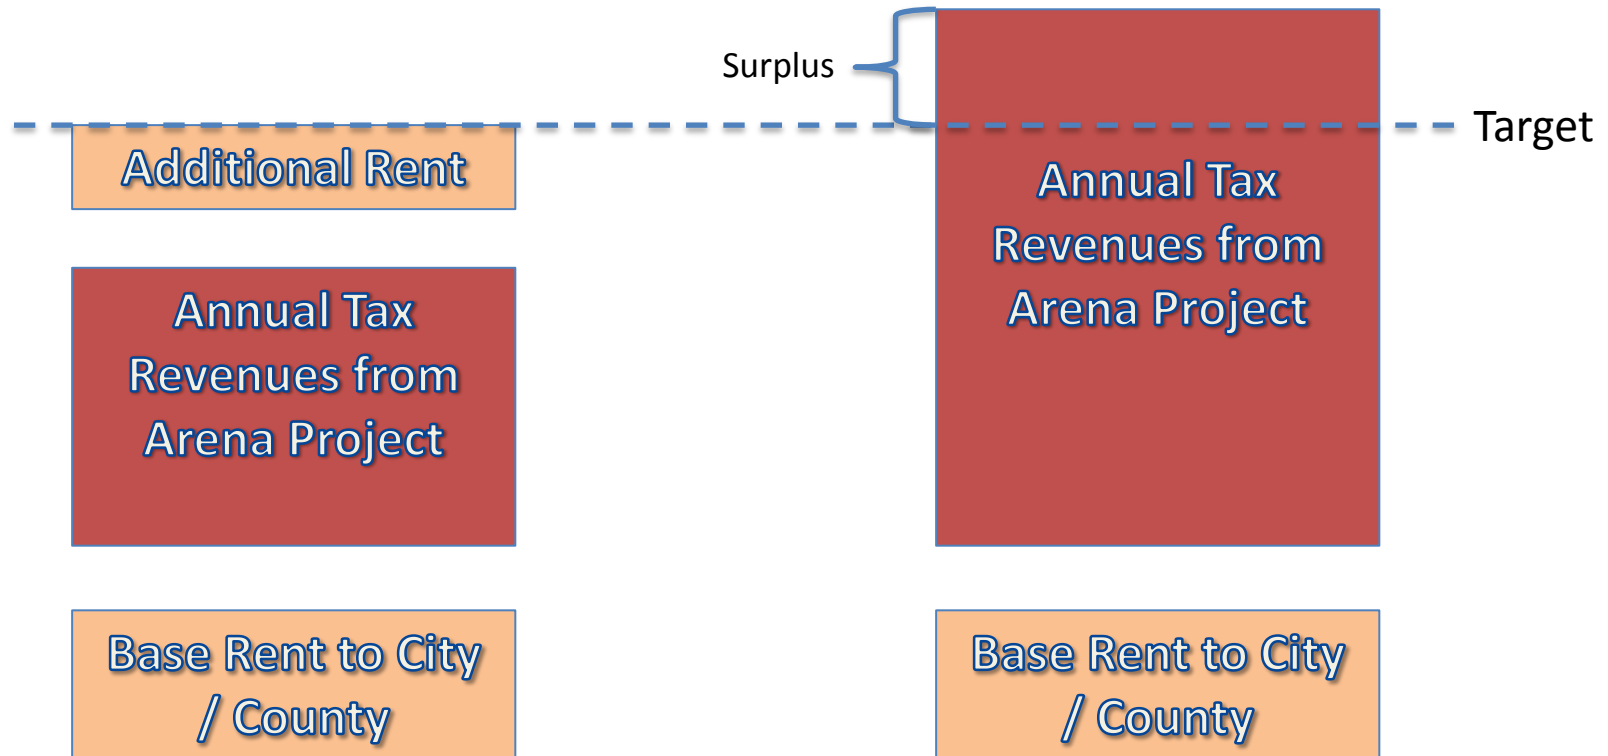 Surplus
Target
Additional Rent
Annual Tax
Revenues from
Arena Project
Base Rent to City
/ County
Annual Tax
Revenues from
Arena Project
Base Rent to City
/ County